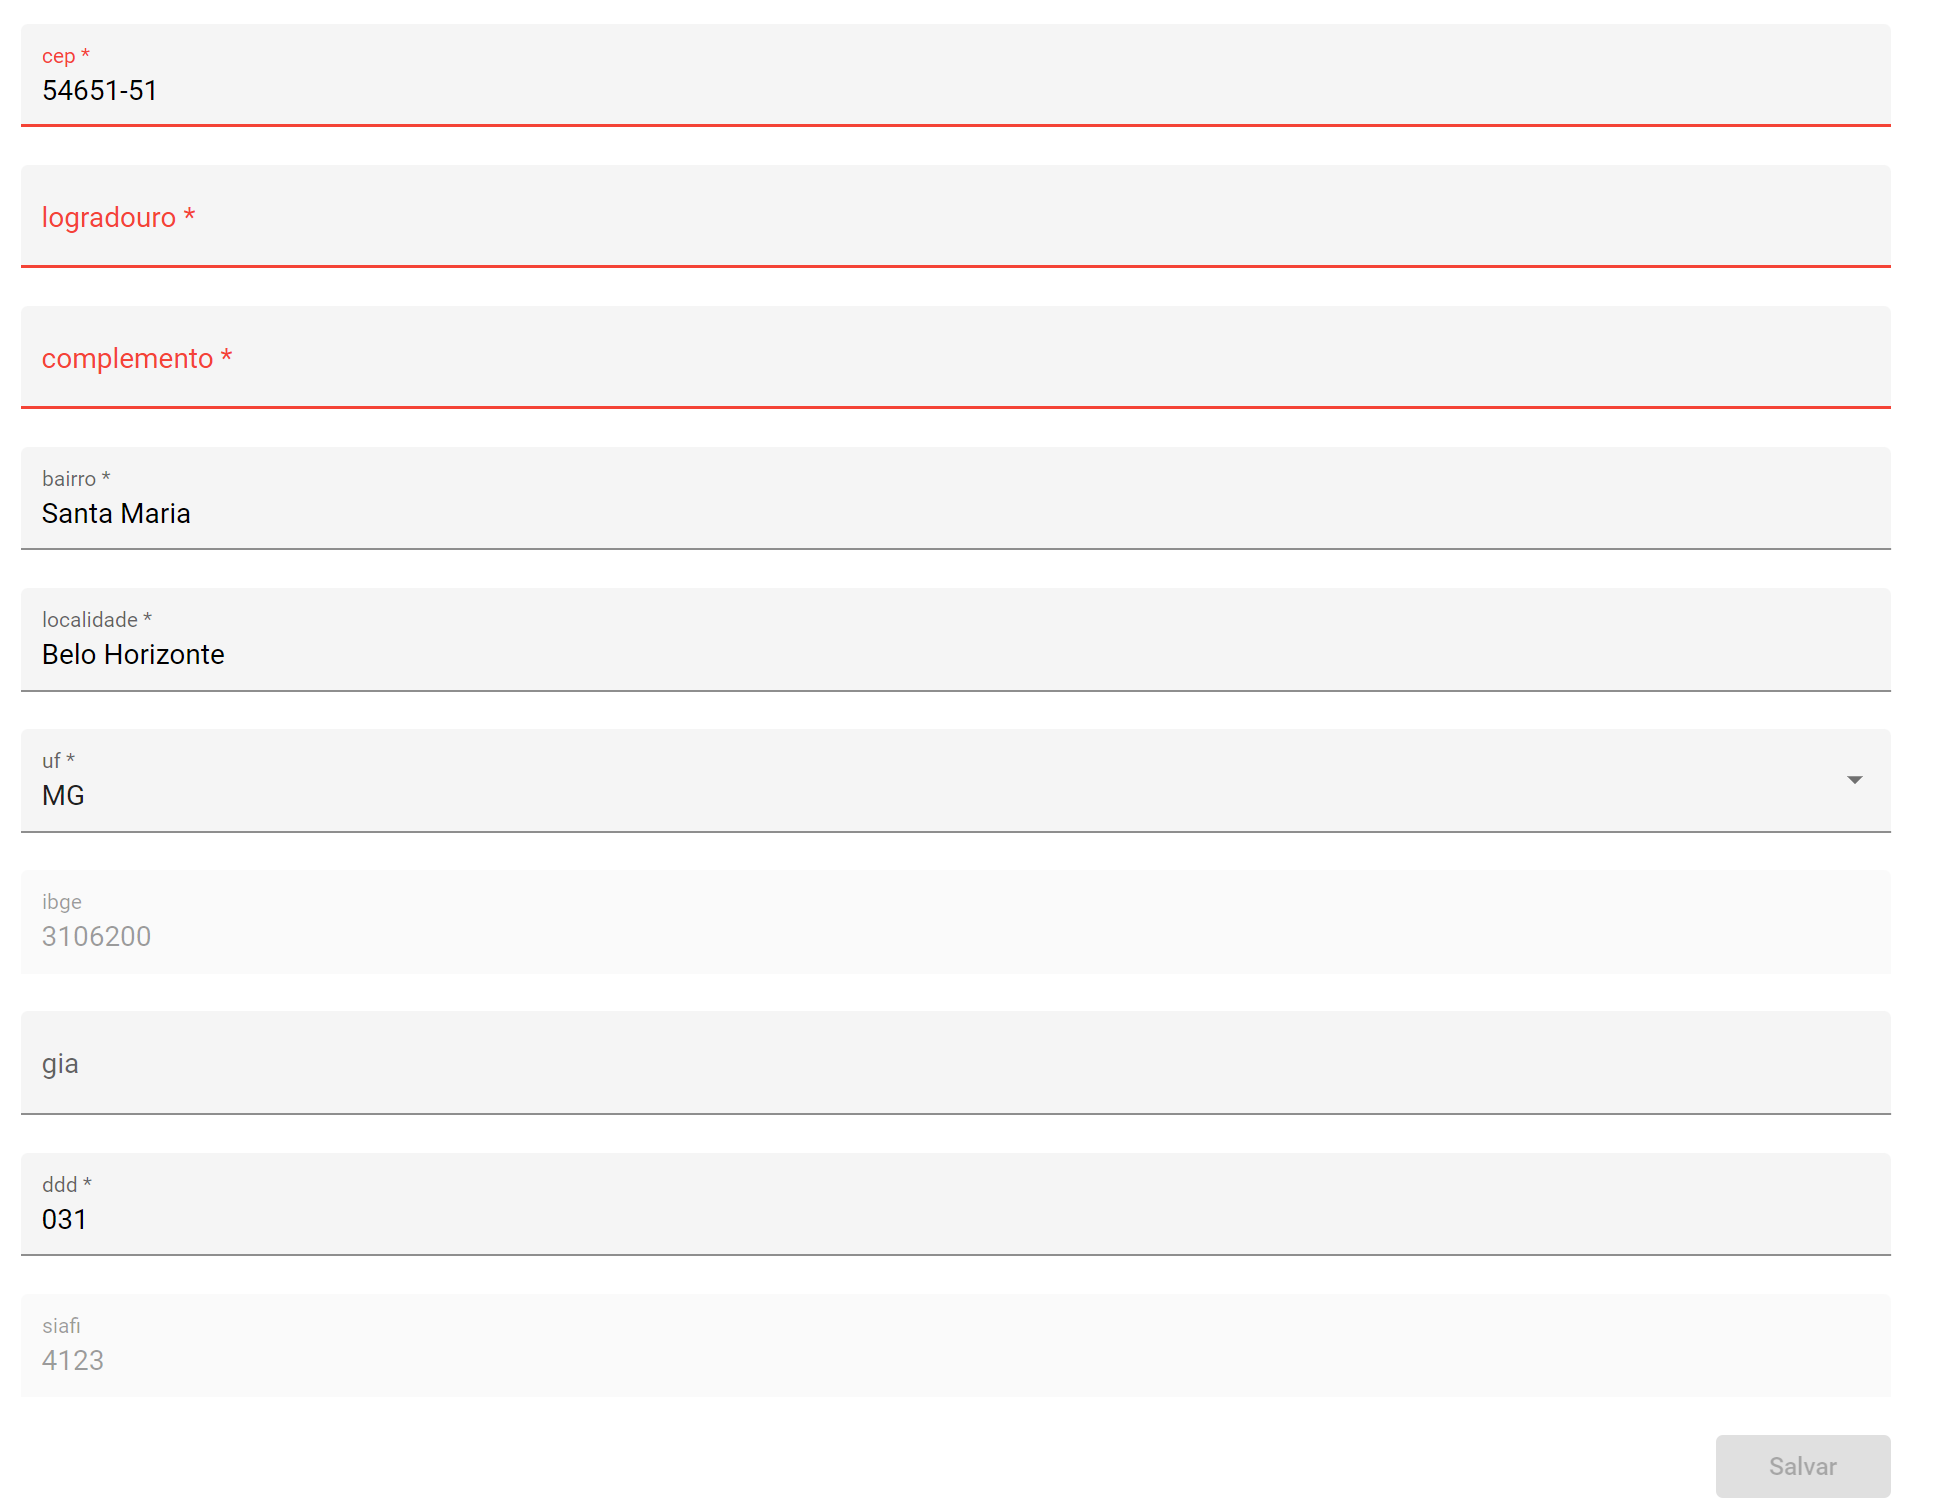 cep *
54651-51
logradouro *
complemento *
bairro *
Santa Maria
localidade *
Belo Horizonte
uf *
MG
ibge
3106200
gia
ddd *
031
siafi
4123
Salvar